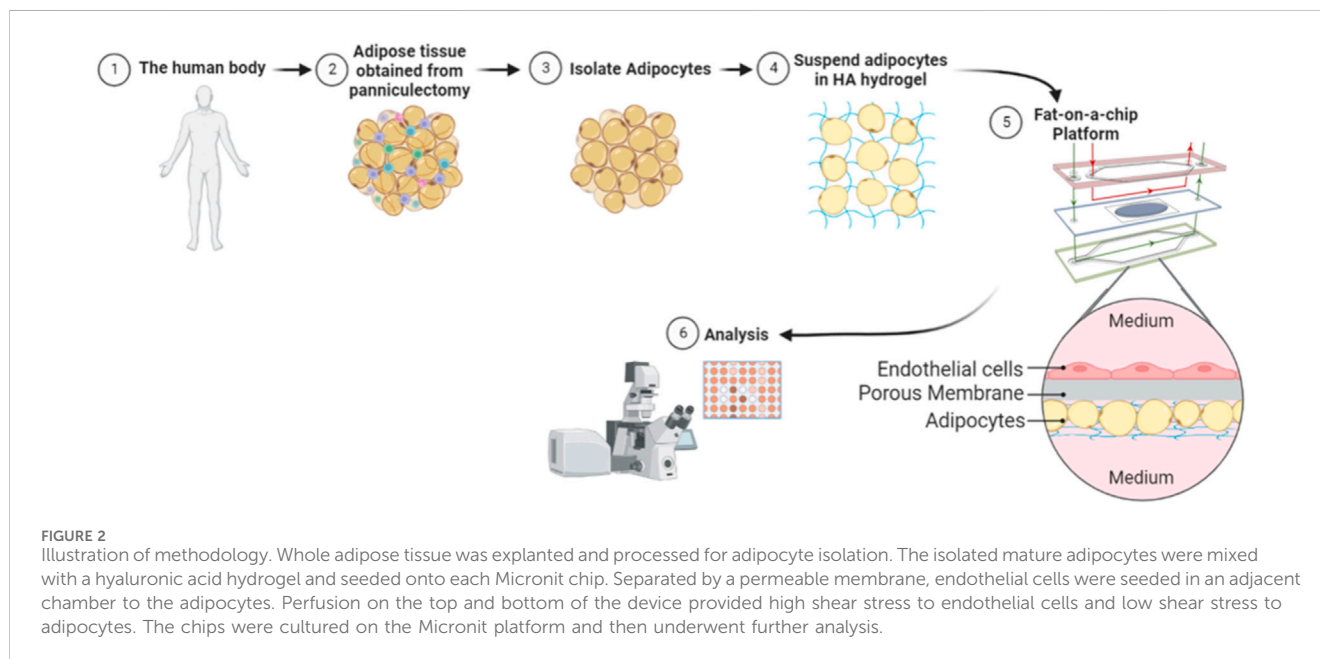 1 The human body
2 Adipose tissue
obtained from
panniculectomy
3 Isolate Adipocytes
4 Suspend adipocytes
in HA hydrogel
5 Fat-on-a-chip
Platform
6 Analysis
Medium
Endothelial cells
Porous Membrane
Adipocytes
Medium
FIGURE 2
Illustration of methodology. Whole adipose tissue was explanted and processed for adipocyte isolation. The isolated mature adipocytes were mixed
with a hyaluronic acid hydrogel and seeded onto each Micronit chip. Separated by a permeable membrane, endothelial cells were seeded in an adjacent
chamber to the adipocytes. Perfusion on the top and bottom of the device provided high shear stress to endothelial cells and low shear stress to
adipocytes. The chips were cultured on the Micronit platform and then underwent further analysis.